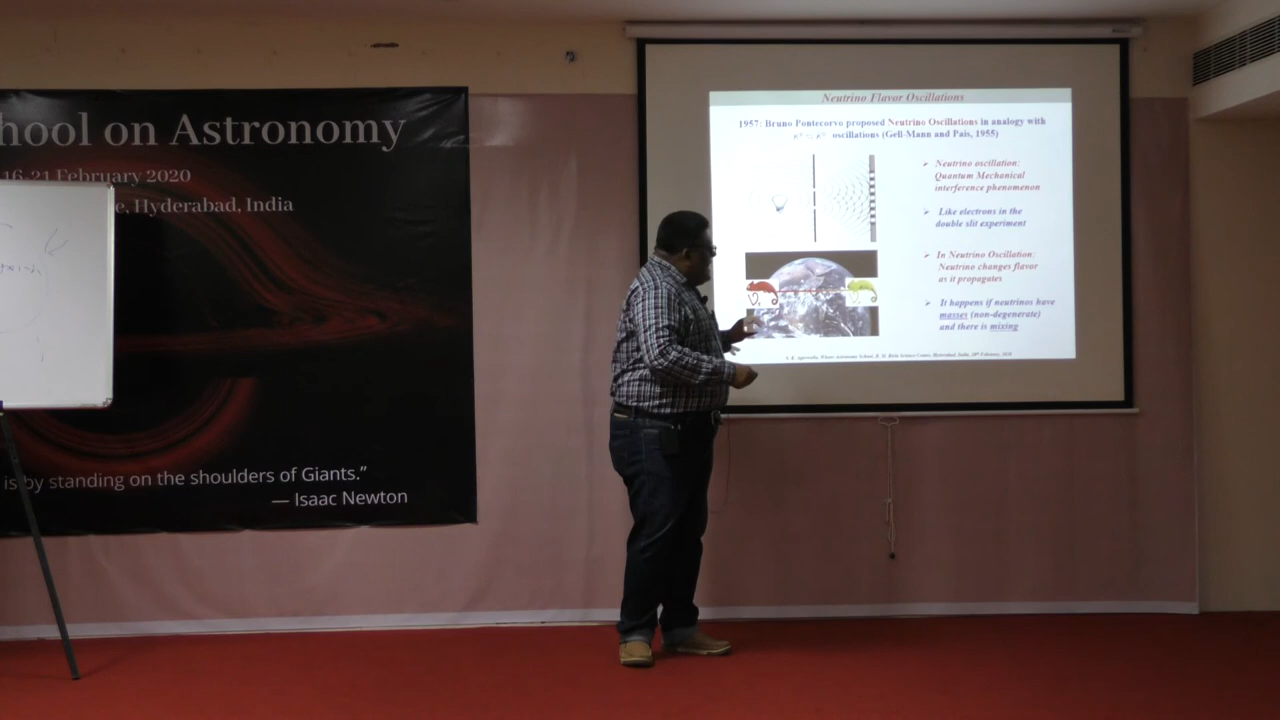 hool on Astronomy
16-21 February 2020
e, Hyderabad, India
is by standing on the shoulders of Giants.”
— Isaac Newton
Neutrino Flavor Oscillations
1957: Bruno Pontecorvo proposed Neutrino Oscillations in analogy with
oscillations (Gell-Mann and Pais, 1955)
➤ Neutrino oscillation:
Quantum Mechanical
interference phenomenon
➤ Like electrons in the
double slit experiment
➤ In Neutrino Oscillation:
Neutrino changes flavor
as it propagates
➤ It happens if neutrinos have
masses (non-degenerate)
and there is mixing